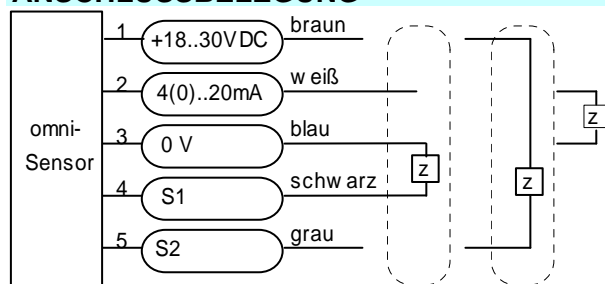 ANSCHLUSSBELEGUNG
1 +18..30VDC braun
2 4(0)..20mA weiß
omni-
Sensor
3 0 V blau
4 S1 schwarz
5 S2 grau
z
z
z